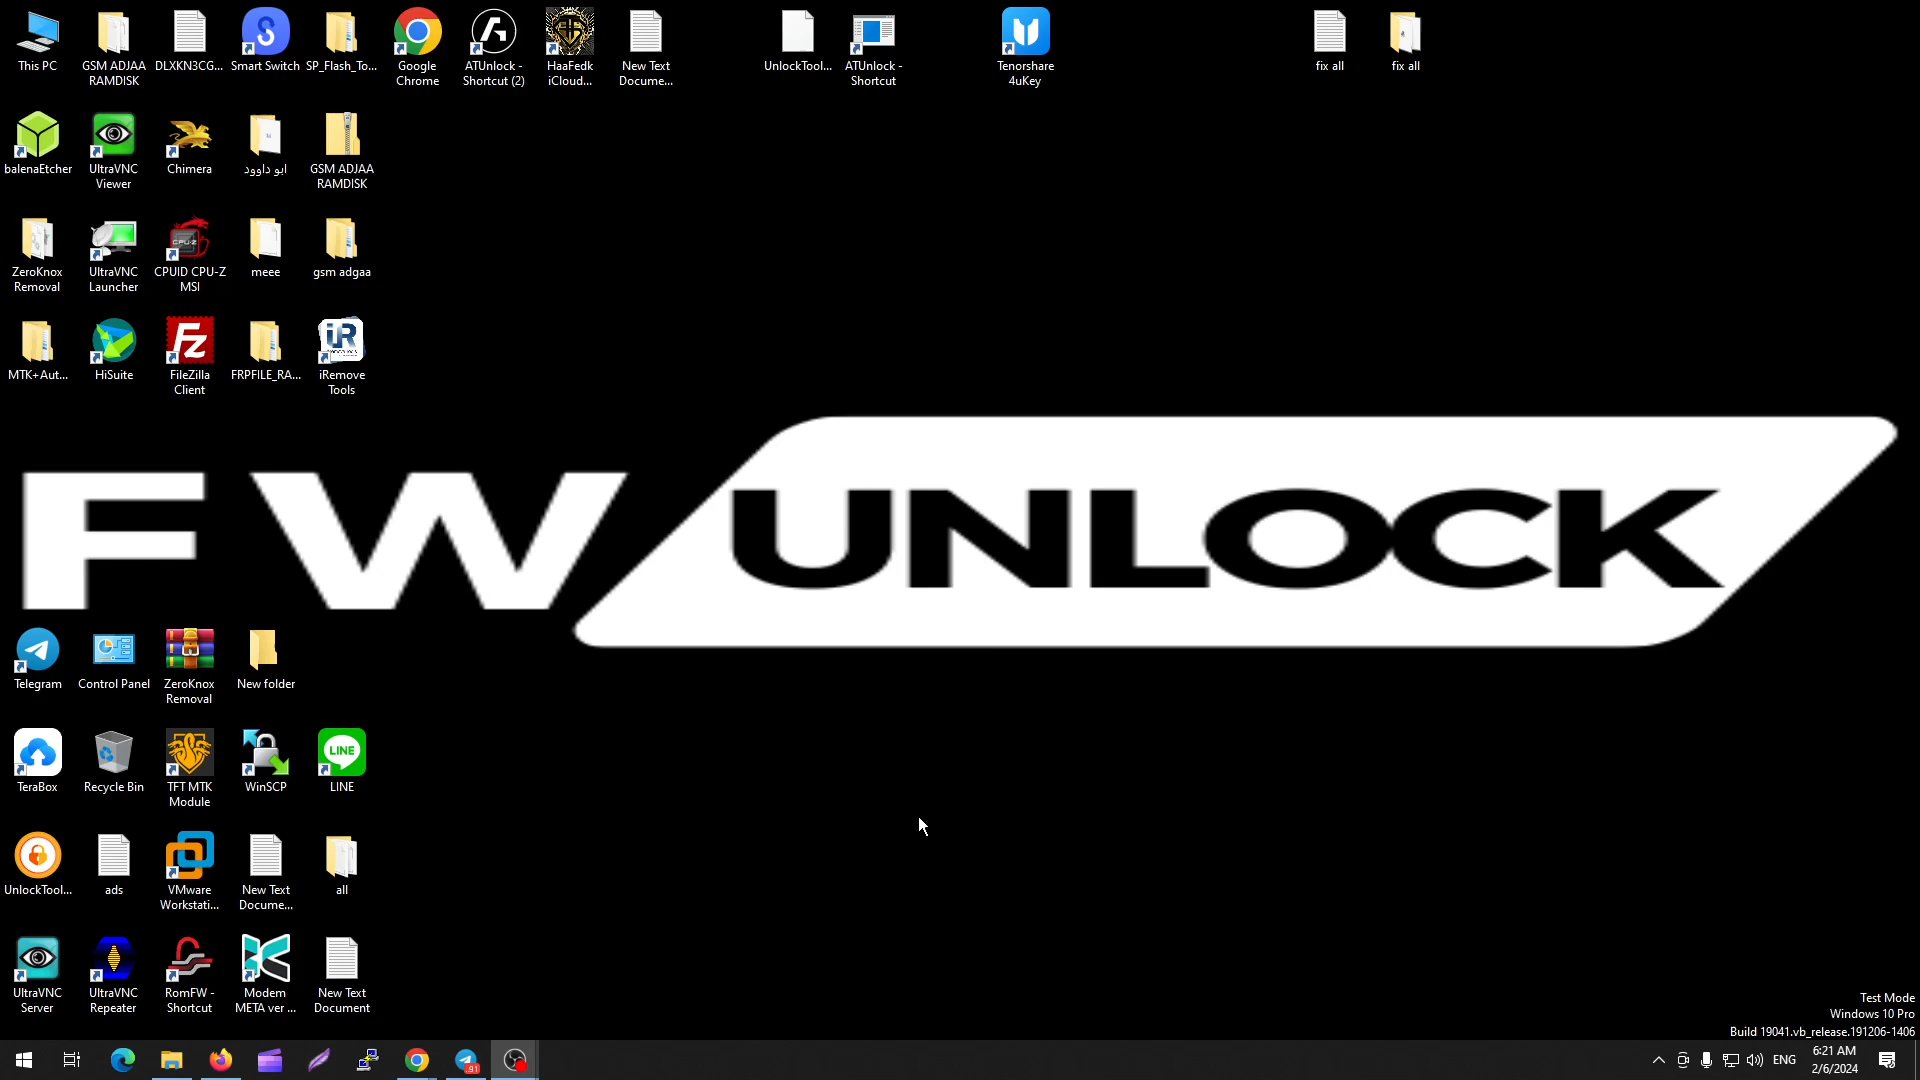 This PC
GSM ADJAA
RAMDISK
DLXKN3CG...
Smart Switch
SP_Flash_To...
Google
Chrome
ATUnlock -
Shortcut (2)
HaaFedk
iCloud...
New Text
Docume...
UnlockTool...
ATUnlock -
Shortcut
Tenorshare
4uKey
fix all
fix all
balenaEtcher
UltraVNC
Viewer
Chimera
ابو داوود
GSM ADJAA
RAMDISK
ZeroKnox
Removal
UltraVNC
Launcher
CPU-Z
CPUID CPU-Z
MSI
meee
gsm adgaa
MTK+Aut...
HiSuite
FileZilla
Client
FRPFILE_RA...
iR
iRemove
Tools
FW UNLOCK
Telegram
Control Panel
ZeroKnox
Removal
New folder
TeraBox
Recycle Bin
TFT MTK
Module
WinSCP
LINE
LINE
UnlockTool...
ads
VMware
Workstati...
New Text
Docume...
all
UltraVNC
Server
UltraVNC
Repeater
RomFW -
Shortcut
Modem
META ver ...
New Text
Document
Test Mode
Windows 10 Pro
Build 19041.vb_release.191206-1406
91
ENG
6:21 AM
2/6/2024